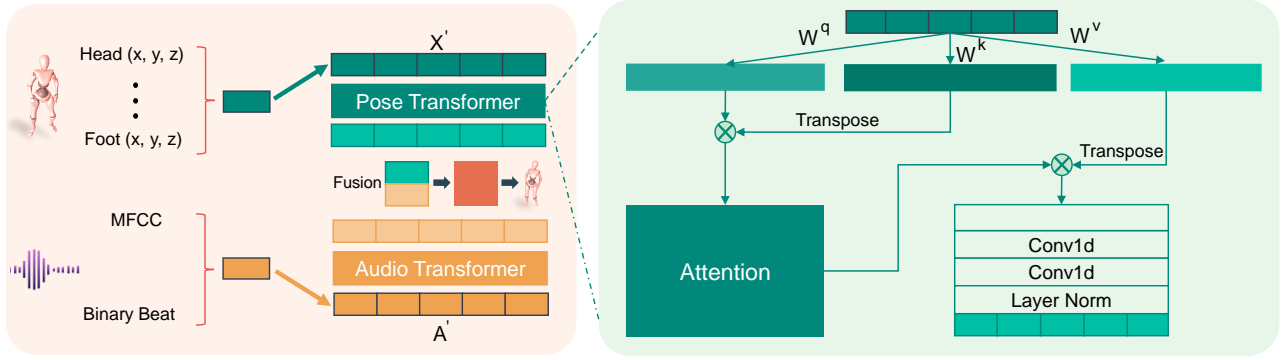 Head (x, y, z)
Foot (x, y, z)
X'
Pose Transformer
Fusion
MFCC
Binary Beat
Audio Transformer
A'
W^q
W^k
W^v
Transpose
Transpose
Attention
Conv1d
Conv1d
Layer Norm